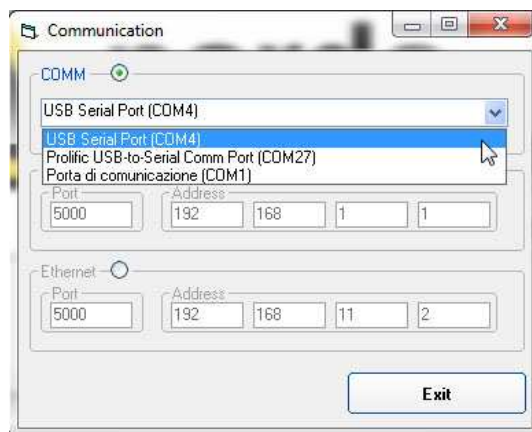 Communication
COMM
USB Serial Port (COM4)
USB Serial Port (COM4)
Prolific USB-to-Serial Comm Port (COM27)
Porta di comunicazione (COM1)
Port
Address
5000
192
168
1
1
Ethernet
Port
Address
5000
192
168
11
2
Exit